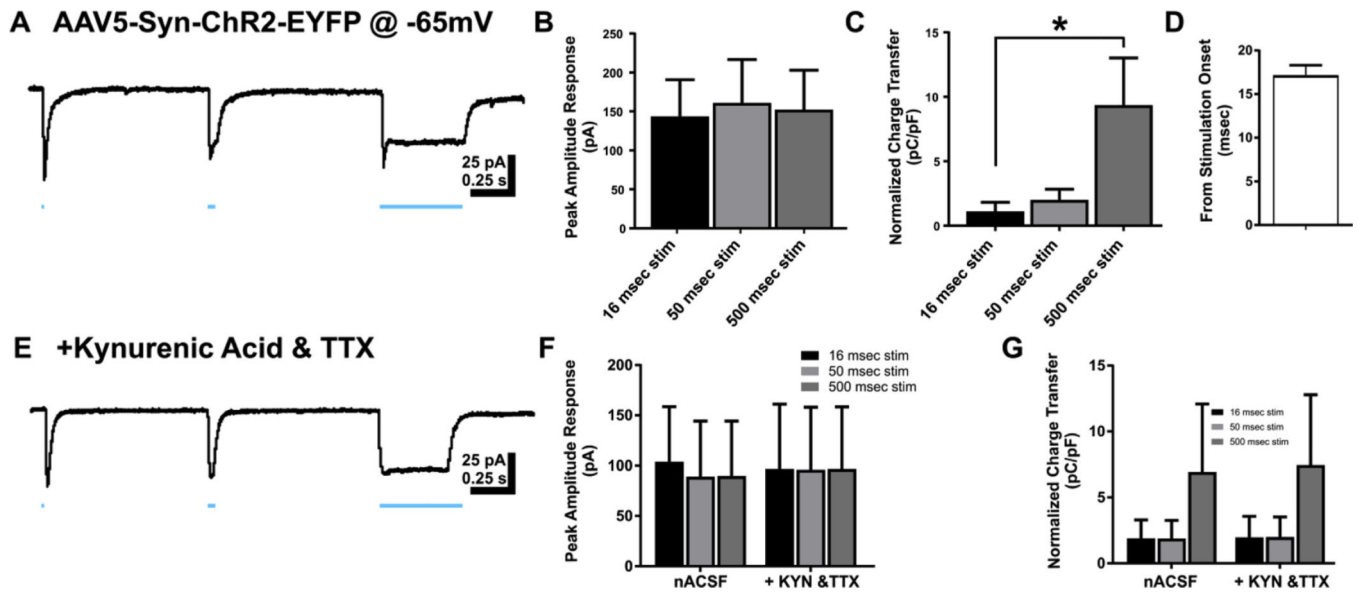 A AAV5-Syn-ChR2-EYFP @ -65mV
25 pA
0.25 s
B
Peak Amplitude Response
(pA)
250
200
150
100
50
0
16 msec stim
50 msec stim
500 msec stim
C
Normalized Charge Transfer
(pC/pF)
15
10
5
0
*
16 msec stim
50 msec stim
500 msec stim
D
From Stimulation Onset
(msec)
20
15
10
5
0
E +Kynurenic Acid & TTX
25 pA
0.25 s
F
Peak Amplitude Response
(pA)
200
150
100
50
0
16 msec stim
50 msec stim
500 msec stim
nACSF
+ KYN &TTX
G
Normalized Charge Transfer
(pC/pF)
15
10
5
0
16 msec stim
50 msec stim
500 msec stim
nACSF
+ KYN &TTX